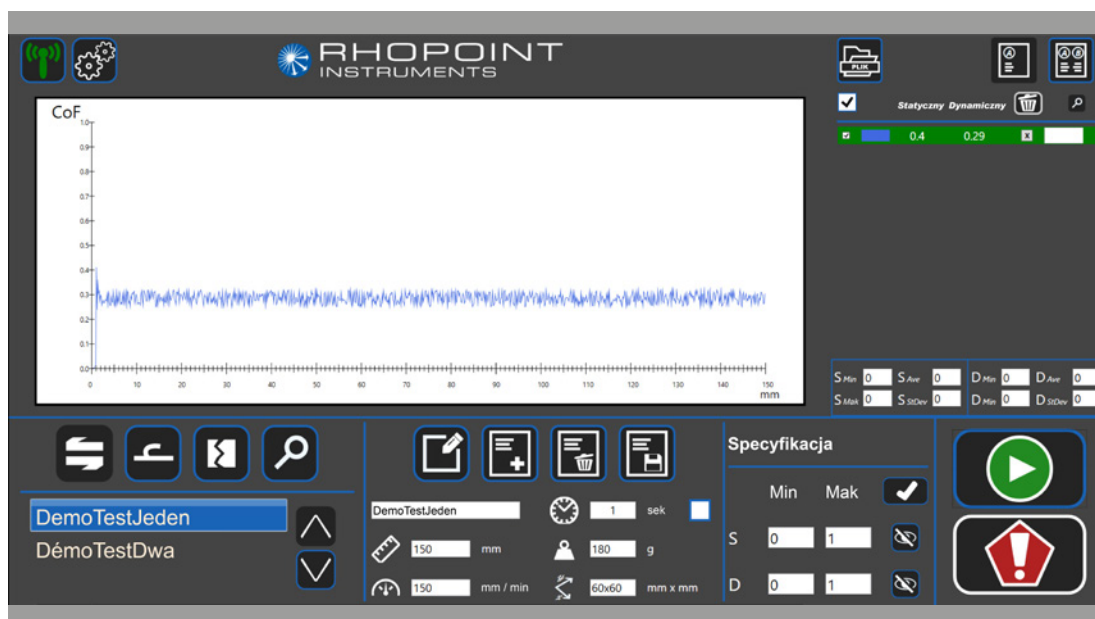 RHOPOINT
INSTRUMENTS
PLIK
A
A B
Statyczny Dynamiczny
0.4 0.29 X
CoF
1.0
0.9
0.8
0.7
0.6
0.5
0.4
0.3
0.2
0.1
0.0
0 10 20 30 40 50 60 70 80 90 100 110 120 130 140 150
mm
S Min 0 S Ave 0 D Min 0 D Ave 0
S Mak 0 S StDev 0 D Min 0 D StDev 0
DemoTestJeden
DémoTestDwa
DemoTestJeden 1 sek
150 mm 180 g
150 mm / min 60x60 mm x mm
Specyfikacja
Min Mak
S 0 1
D 0 1